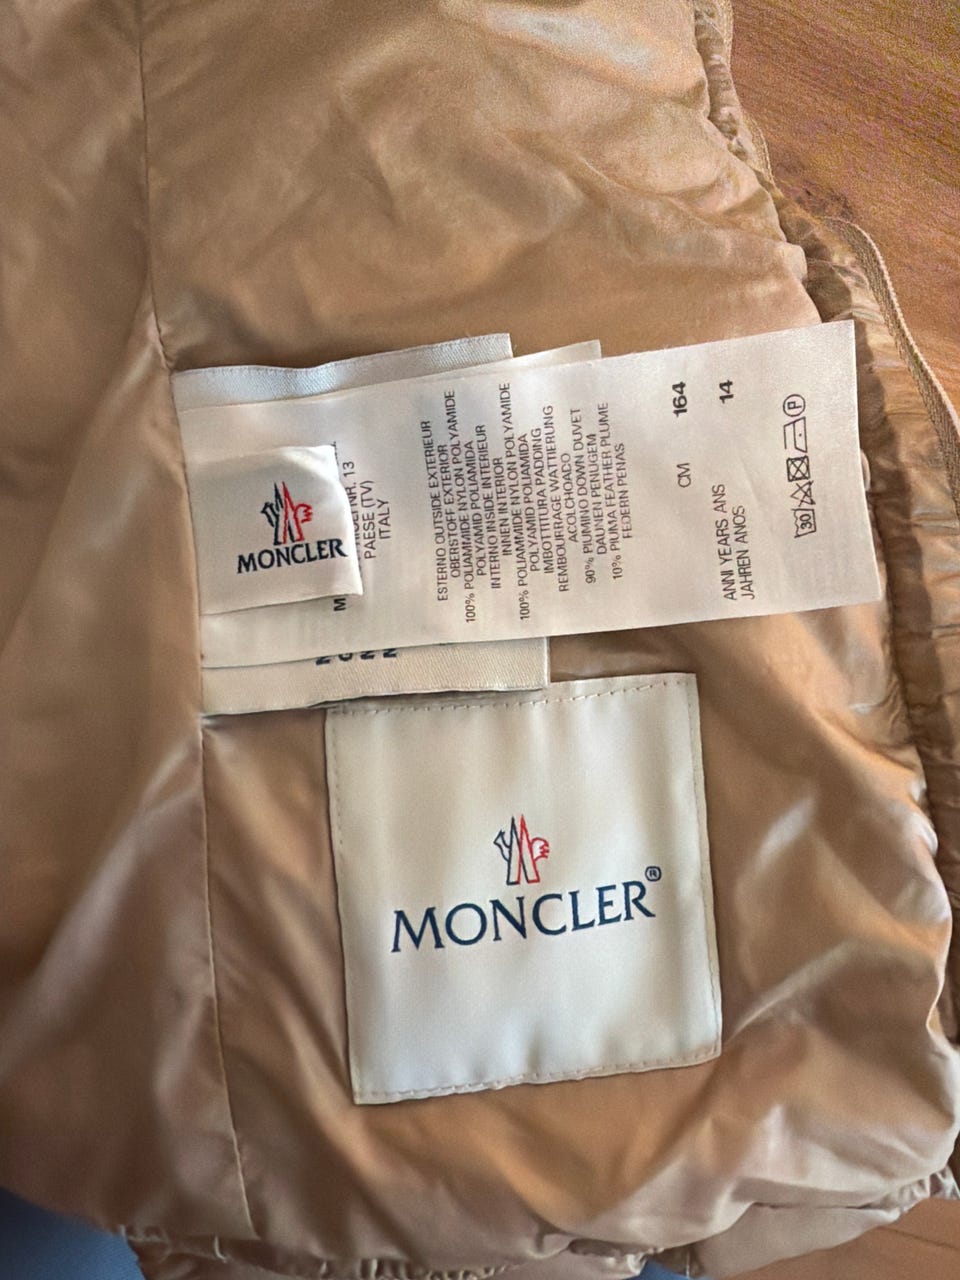 MONCLER
NR. 13
PAESE (TV)
ITALY
ESTERNO OUTSIDE EXTERIEUR
OBERSTOFF EXTERIOR
100% POLIAMMIDE NYLON POLYAMIDE
POLYAMID POLIAMIDA
INTERNO INSIDE INTERIEUR
INNEN INTERIOR
100% POLIAMMIDE NYLON POLYAMIDE
POLYAMID POLIAMIDA
IMBOTTITURA PADDING
REMBOURRAGE WATTIERUNG
ACOLCHOADO
90% PIUMINO DOWN DUVET
DAUNEN PENUGEM
10% PIUMA FEATHER PLUME
FEDERN PENAS
CM 164
ANNI YEARS ANS 14
JAHREN ANOS
30 P
MONCLER®